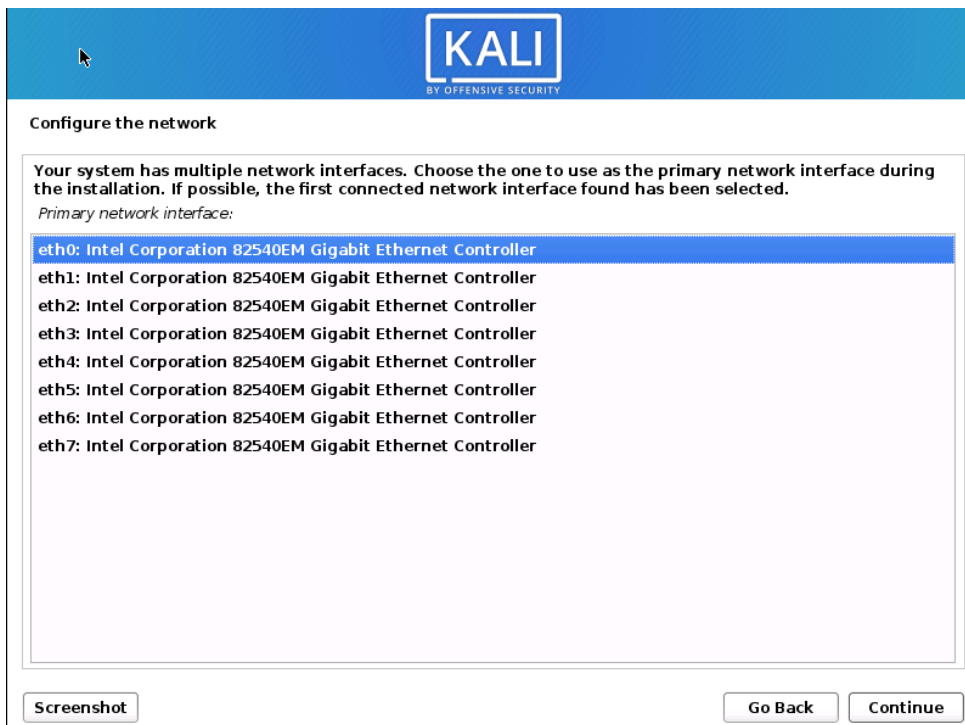 KALI
BY OFFENSIVE SECURITY
Configure the network
Your system has multiple network interfaces. Choose the one to use as the primary network interface during
the installation. If possible, the first connected network interface found has been selected.
Primary network interface:
eth0: Intel Corporation 82540EM Gigabit Ethernet Controller
eth1: Intel Corporation 82540EM Gigabit Ethernet Controller
eth2: Intel Corporation 82540EM Gigabit Ethernet Controller
eth3: Intel Corporation 82540EM Gigabit Ethernet Controller
eth4: Intel Corporation 82540EM Gigabit Ethernet Controller
eth5: Intel Corporation 82540EM Gigabit Ethernet Controller
eth6: Intel Corporation 82540EM Gigabit Ethernet Controller
eth7: Intel Corporation 82540EM Gigabit Ethernet Controller
Screenshot
Go Back
Continue